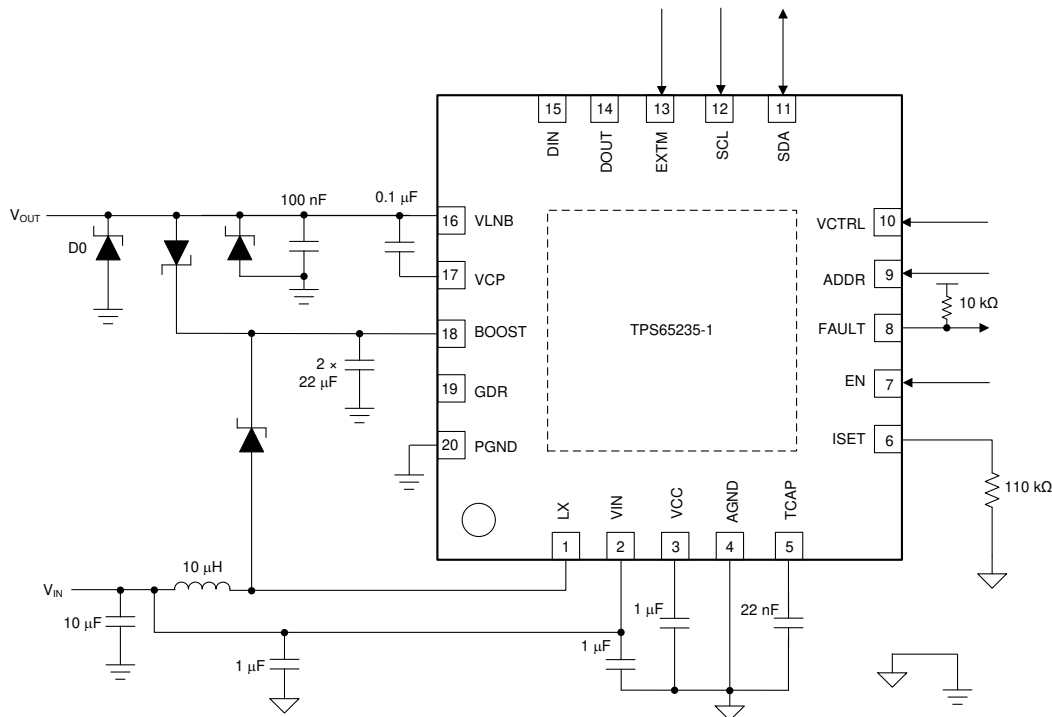 15
14
13
12
11
DIN
DOUT
EXTM
SCL
SDA
VOUT
D0
100 nF
0.1 μF
16
VLNB
17
VCP
18
BOOST
2 ×
22 μF
19
GDR
20
PGND
TPS65235-1
VCTRL
10
ADDR
9
10 kΩ
FAULT
8
EN
7
ISET
6
110 kΩ
LX
VIN
VCC
AGND
TCAP
1
2
3
4
5
VIN
10 μH
10 μF
1 μF
1 μF
1 μF
22 nF